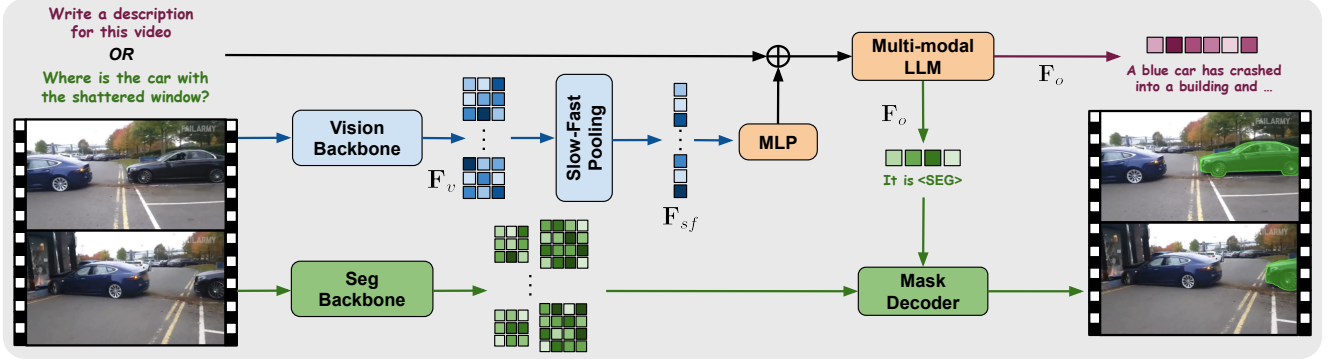 Write a description
for this video
OR
Where is the car with
the shattered window?
FAILARMY
FAILARMY
Vision
Backbone
F_v
Slow-Fast
Pooling
F_sf
MLP
Multi-modal
LLM
F_o
F_o
A blue car has crashed
into a building and ...
It is <SEG>
Seg
Backbone
Mask
Decoder
FAILARMY
FAILARMY